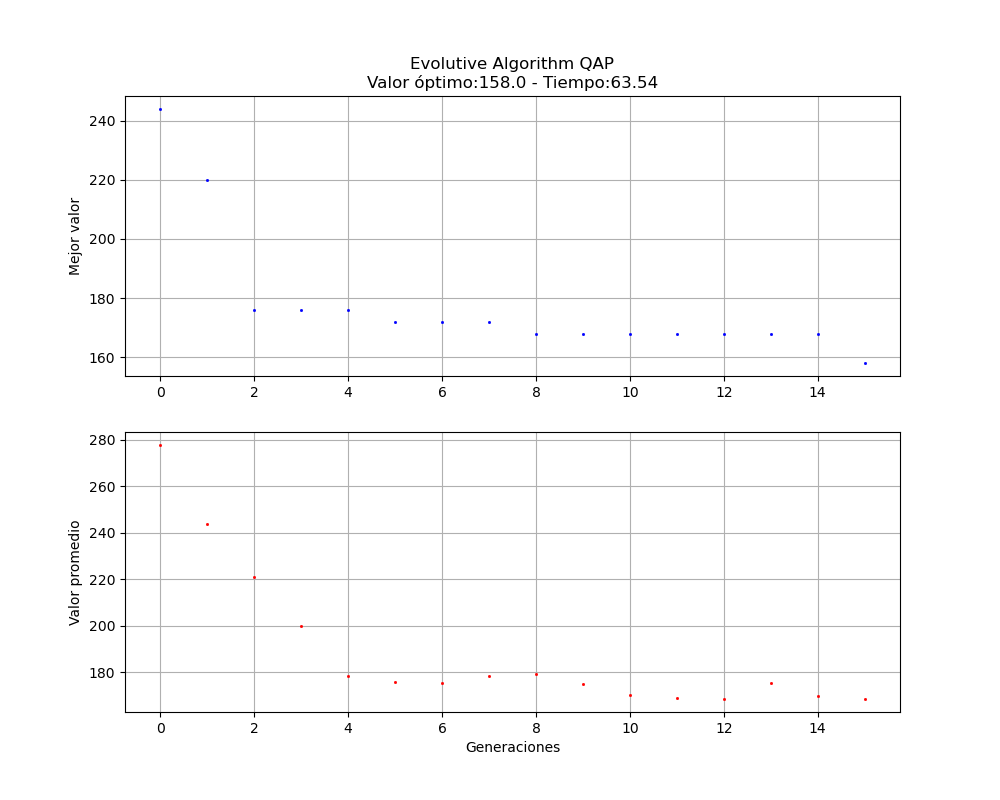 Evolutive Algorithm QAP
Valor óptimo:158.0 - Tiempo:63.54
Mejor valor
240
220
200
180
160
0 2 4 6 8 10 12 14
Valor promedio
280
260
240
220
200
180
0 2 4 6 8 10 12 14
Generaciones